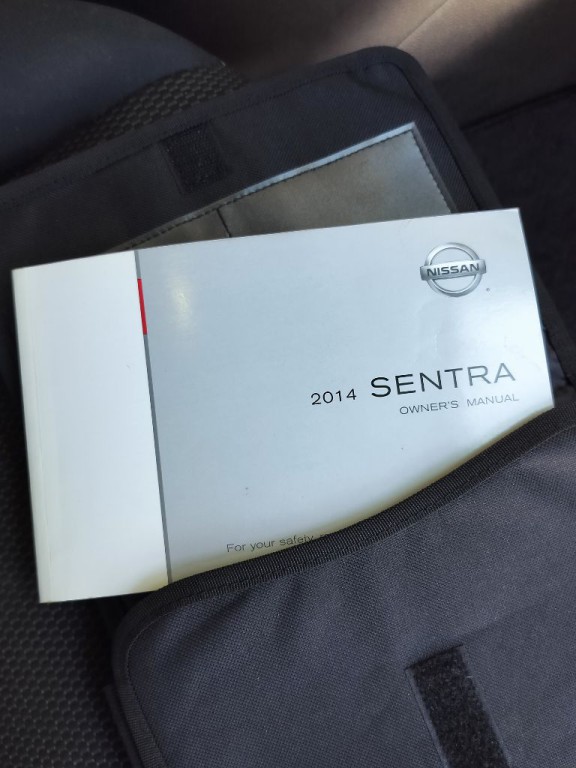 NISSAN
2014 SENTRA
OWNER'S MANUAL
For your safety